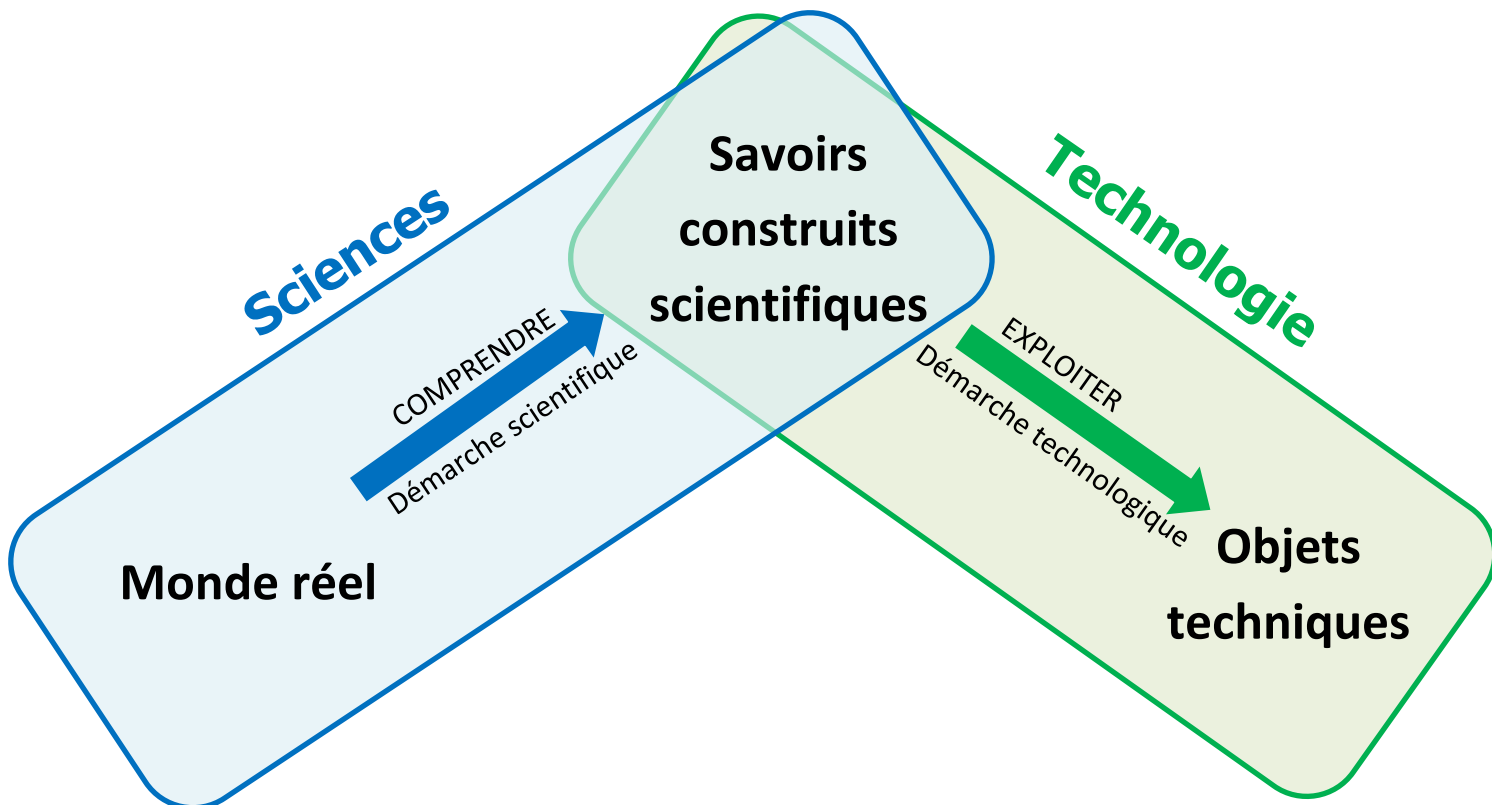 Sciences
Technologie
Savoirs
construits
scientifiques
COMPRENDRE
Démarche scientifique
EXPLOITER
Démarche technologique
Monde réel
Objets
techniques